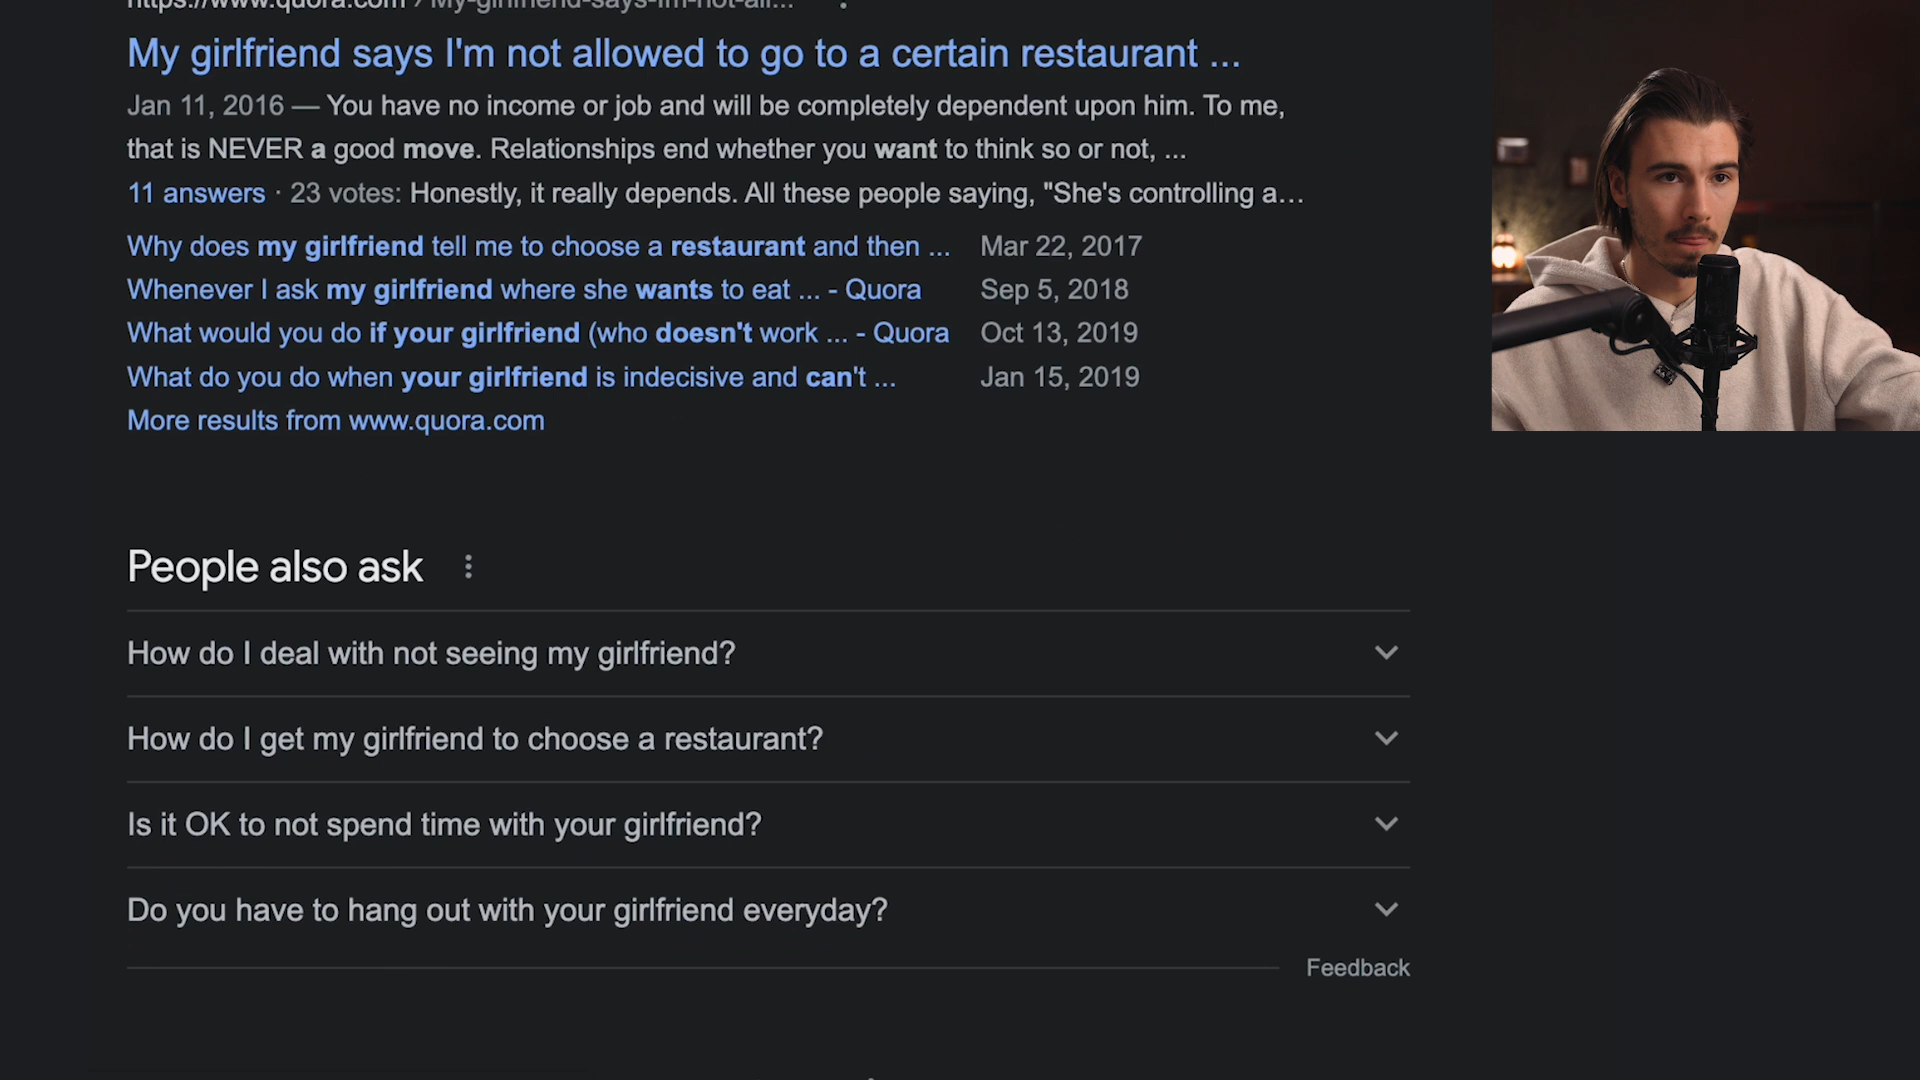 My girlfriend says I'm not allowed to go to a certain restaurant ...
Jan 11, 2016 — You have no income or job and will be completely dependent upon him. To me,
that is NEVER a good move. Relationships end whether you want to think so or not, ...
11 answers · 23 votes: Honestly, it really depends. All these people saying, "She's controlling a...
Why does my girlfriend tell me to choose a restaurant and then ... Mar 22, 2017
Whenever I ask my girlfriend where she wants to eat ... - Quora Sep 5, 2018
What would you do if your girlfriend (who doesn't work ... - Quora Oct 13, 2019
What do you do when your girlfriend is indecisive and can't ... Jan 15, 2019
More results from www.quora.com
People also ask
How do I deal with not seeing my girlfriend?
How do I get my girlfriend to choose a restaurant?
Is it OK to not spend time with your girlfriend?
Do you have to hang out with your girlfriend everyday?
Feedback